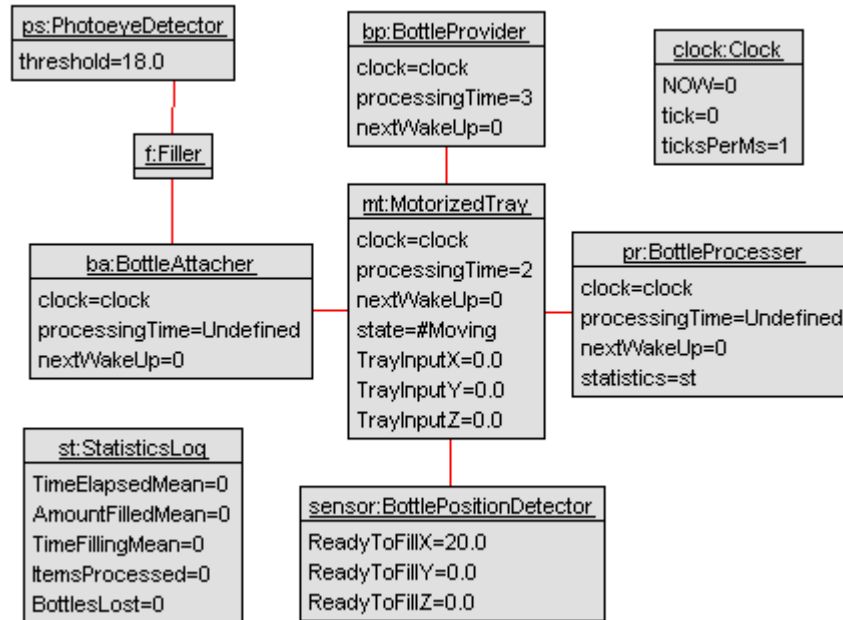 ps:PhotoeyeDetector
threshold=18.0
f:Filler
bp:BottleProvider
clock=clock
processingTime=3
nextWakeUp=0
clock:Clock
NOW=0
tick=0
ticksPerMs=1
ba:BottleAttacher
clock=clock
processingTime=Undefined
nextWakeUp=0
mt:MotorizedTray
clock=clock
processingTime=2
nextWakeUp=0
state=#Moving
TrayInputX=0.0
TrayInputY=0.0
TrayInputZ=0.0
pr:BottleProcesser
clock=clock
processingTime=Undefined
nextWakeUp=0
statistics=st
st:StatisticsLog
TimeElapsedMean=0
AmountFilledMean=0
TimeFillingMean=0
ItemsProcessed=0
BottlesLost=0
sensor:BottlePositionDetector
ReadyToFillX=20.0
ReadyToFillY=0.0
ReadyToFillZ=0.0